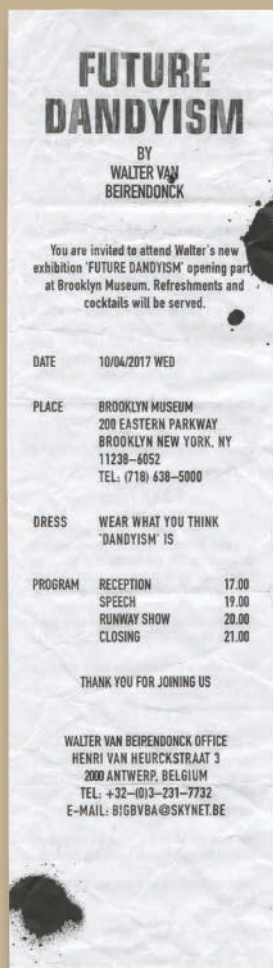 FUTURE
DANDYISM
BY
WALTER VAN
BEIRENDONCK
You are invited to attend Walter's new
exhibition 'FUTURE DANDYISM' opening party
at Brooklyn Museum. Refreshments and
cocktails will be served.
DATE 10/04/2017 WED
PLACE BROOKLYN MUSEUM
200 EASTERN PARKWAY
BROOKLYN NEW YORK, NY
11238–6052
TEL: (718) 638–5000
DRESS WEAR WHAT YOU THINK
'DANDYISM' IS
PROGRAM RECEPTION 17.00
SPEECH 19.00
RUNWAY SHOW 20.00
CLOSING 21.00
THANK YOU FOR JOINING US
WALTER VAN BEIRENDONCK OFFICE
HENRI VAN HEURCKSTRAAT 3
2000 ANTWERP, BELGIUM
TEL: +32–(0)3–231–7732
E-MAIL: BIGBVBA@SKYNET.BE